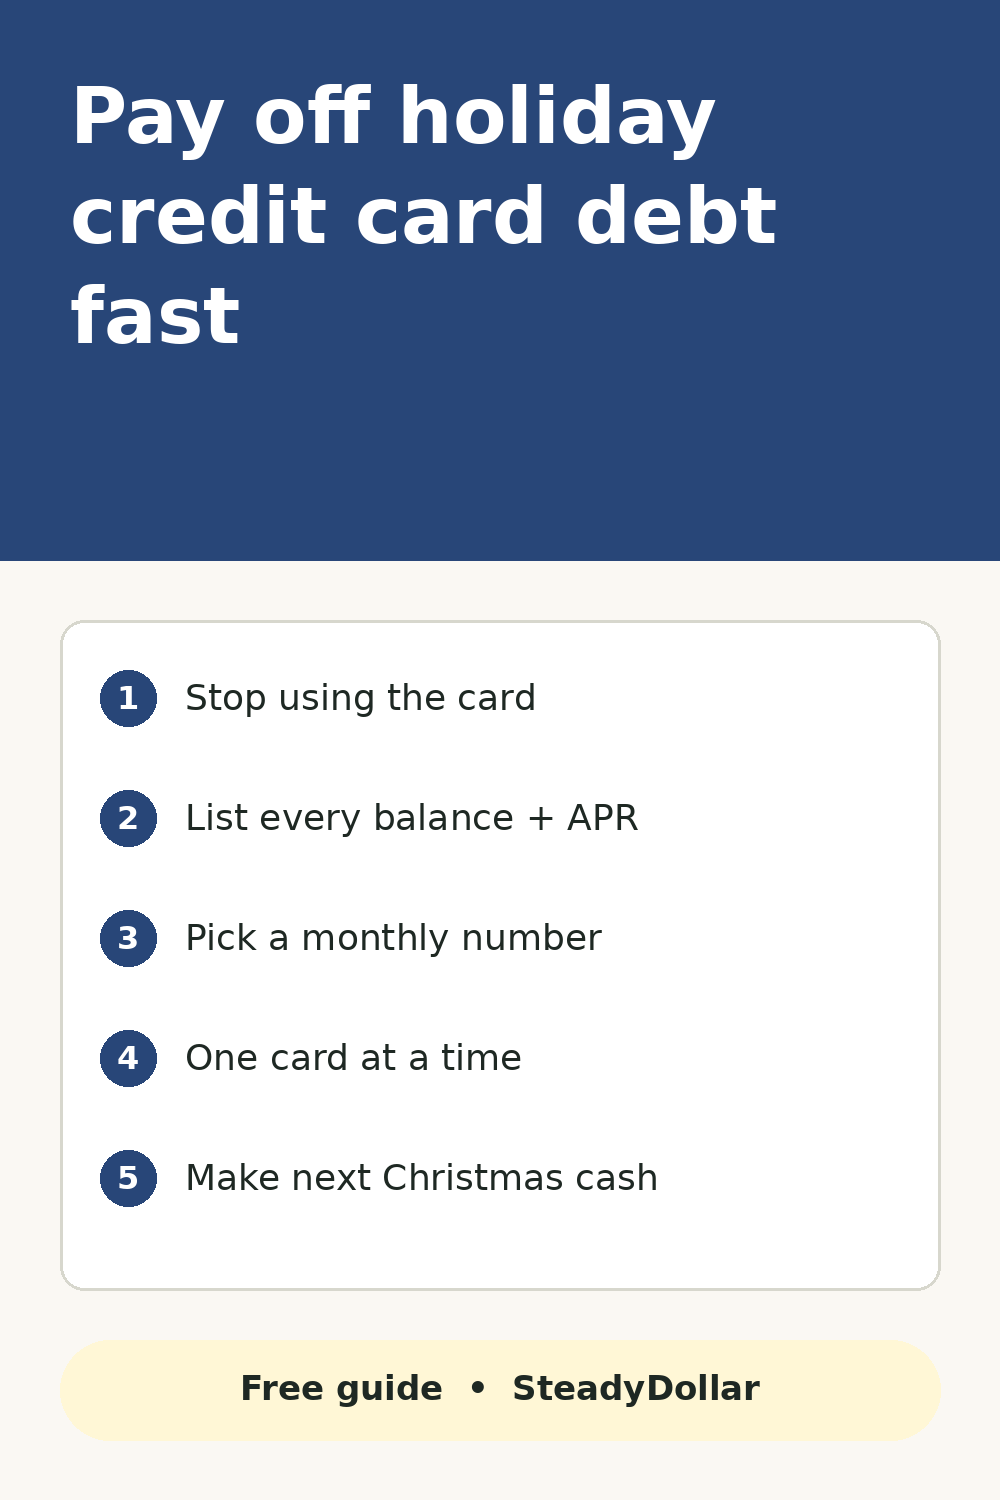 Pay off holiday
credit card debt
fast
1 Stop using the card
2 List every balance + APR
3 Pick a monthly number
4 One card at a time
5 Make next Christmas cash
Free guide • SteadyDollar